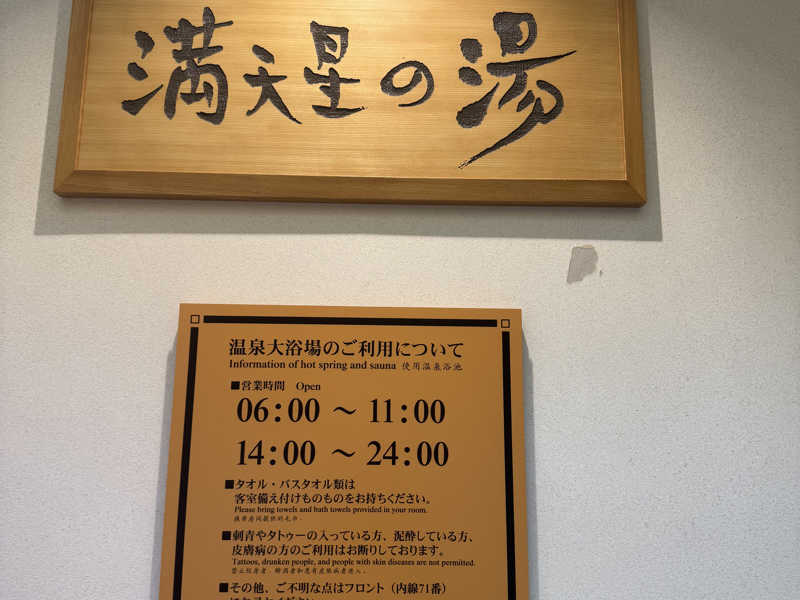 満天星の湯
温泉大浴場のご利用について
Information of hot spring and sauna 使用温泉浴池
■営業時間 Open
06:00 ～ 11:00
14:00 ～ 24:00
■タオル・バスタオル類は
客室備え付けものものをお持ちください。
Please bring towels and bath towels provided in your room.
■刺青やタトゥーの入っている方、泥酔している方、
皮膚病の方のご利用はお断りしております。
Tattoos, drunken people, and people with skin diseases are not permitted.
■その他、ご不明な点はフロント（内線71番）